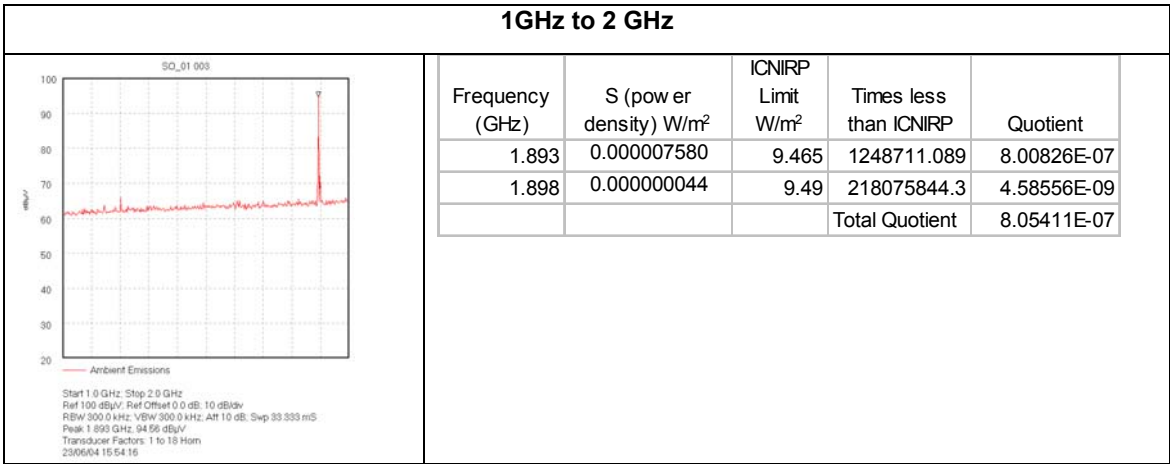 1GHz to 2 GHz
SO_01 003
100
90
80
70
60
50
40
30
20
dBµV
Ambient Emissions
Start 1.0 GHz; Stop 2.0 GHz
Ref 100 dBµV; Ref Offset 0.0 dB; 10 dB/div
RBW 300.0 kHz; VBW 300.0 kHz; Att 10 dB; Swp 33.333 mS
Peak 1.893 GHz, 94.56 dBµV
Transducer Factors: 1 to 18 Horn
23/06/04 15:54:16
Frequency (GHz) S (pow er density) W/m² ICNIRP Limit W/m² Times less than ICNIRP Quotient
1.893 0.000007580 9.465 1248711.089 8.00826E-07
1.898 0.000000044 9.49 218075844.3 4.58556E-09
Total Quotient 8.05411E-07